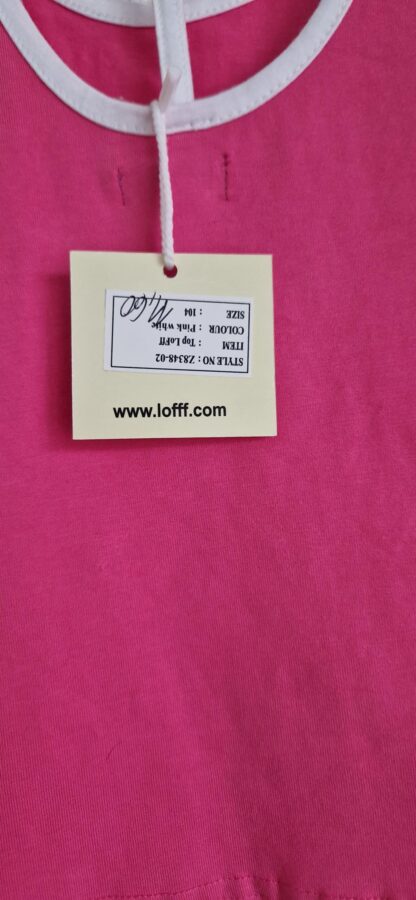 STYLE NO : Z8348-02
ITEM : Top LoFff
COLOUR : Pink white
SIZE : 104
www.lofff.com